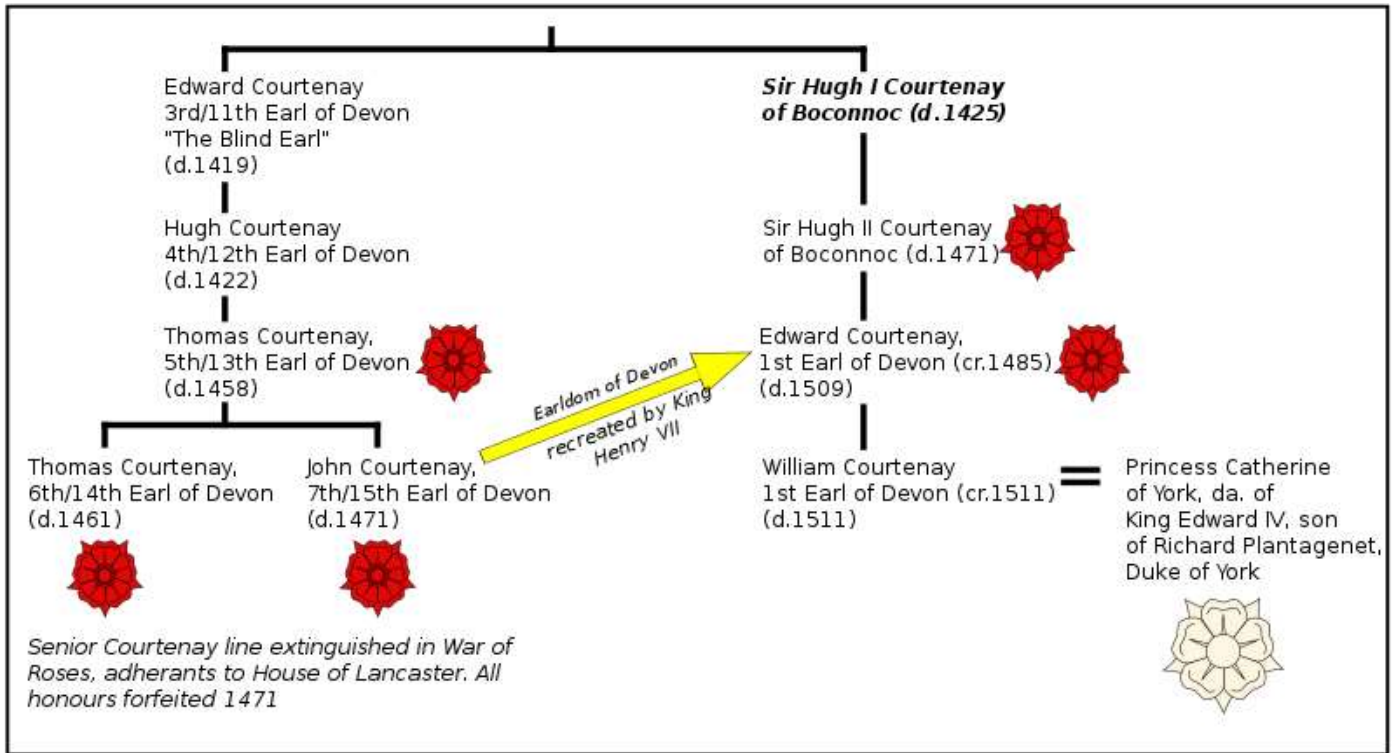 Edward Courtenay
3rd/11th Earl of Devon
"The Blind Earl"
(d.1419)
Sir Hugh I Courtenay
of Boconnoc (d.1425)
Hugh Courtenay
4th/12th Earl of Devon
(d.1422)
Sir Hugh II Courtenay
of Boconnoc (d.1471)
Thomas Courtenay,
5th/13th Earl of Devon
(d.1458)
Earldom of Devon
recreated by King
Henry VII
Edward Courtenay,
1st Earl of Devon (cr.1485)
(d.1509)
Thomas Courtenay,
6th/14th Earl of Devon
(d.1461)
John Courtenay,
7th/15th Earl of Devon
(d.1471)
William Courtenay
1st Earl of Devon (cr.1511)
(d.1511)
Princess Catherine
of York, da. of
King Edward IV, son
of Richard Plantagenet,
Duke of York
Senior Courtenay line extinguished in War of
Roses, adherants to House of Lancaster. All
honours forfeited 1471